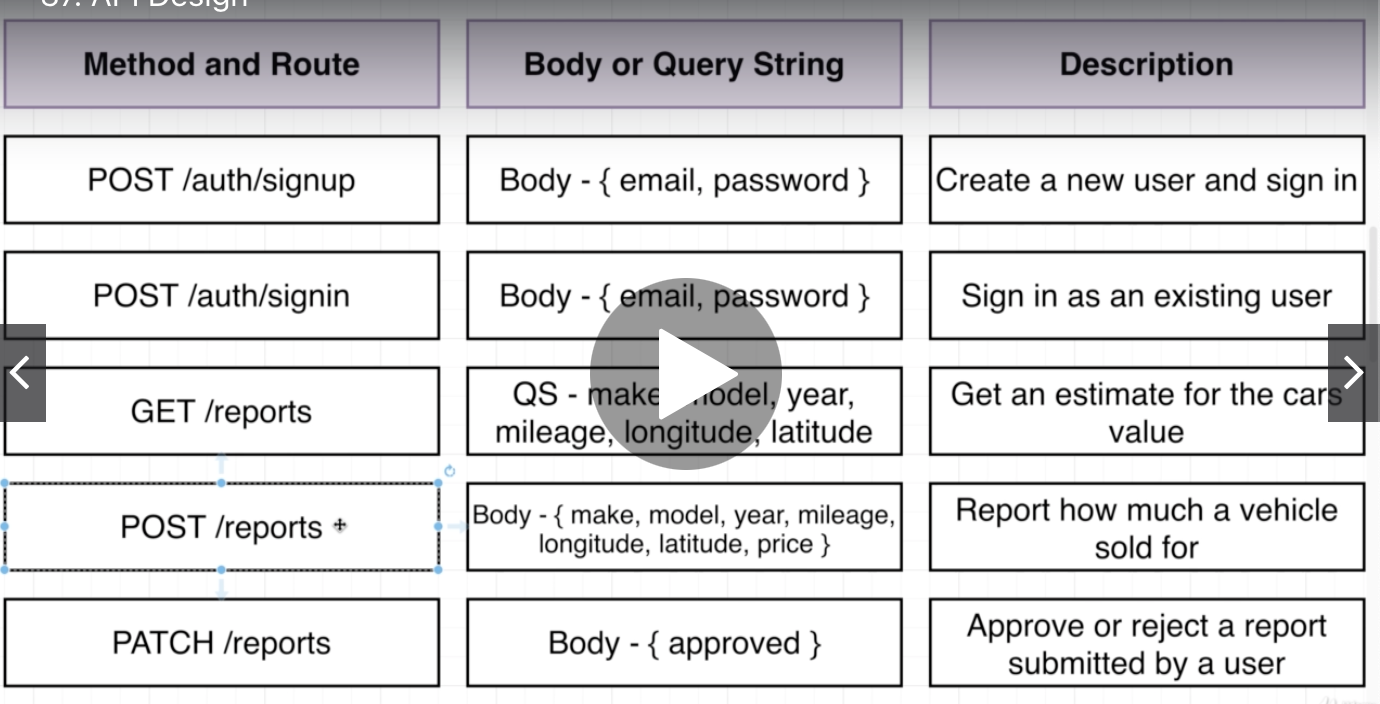 37. API Design
Method and Route
Body or Query String
Description
POST /auth/signup
Body - { email, password }
Create a new user and sign in
POST /auth/signin
Body - { email, password }
Sign in as an existing user
GET /reports
QS - make, model, year,
mileage, longitude, latitude
Get an estimate for the cars
value
POST /reports
Body - { make, model, year, mileage,
longitude, latitude, price }
Report how much a vehicle
sold for
PATCH /reports
Body - { approved }
Approve or reject a report
submitted by a user